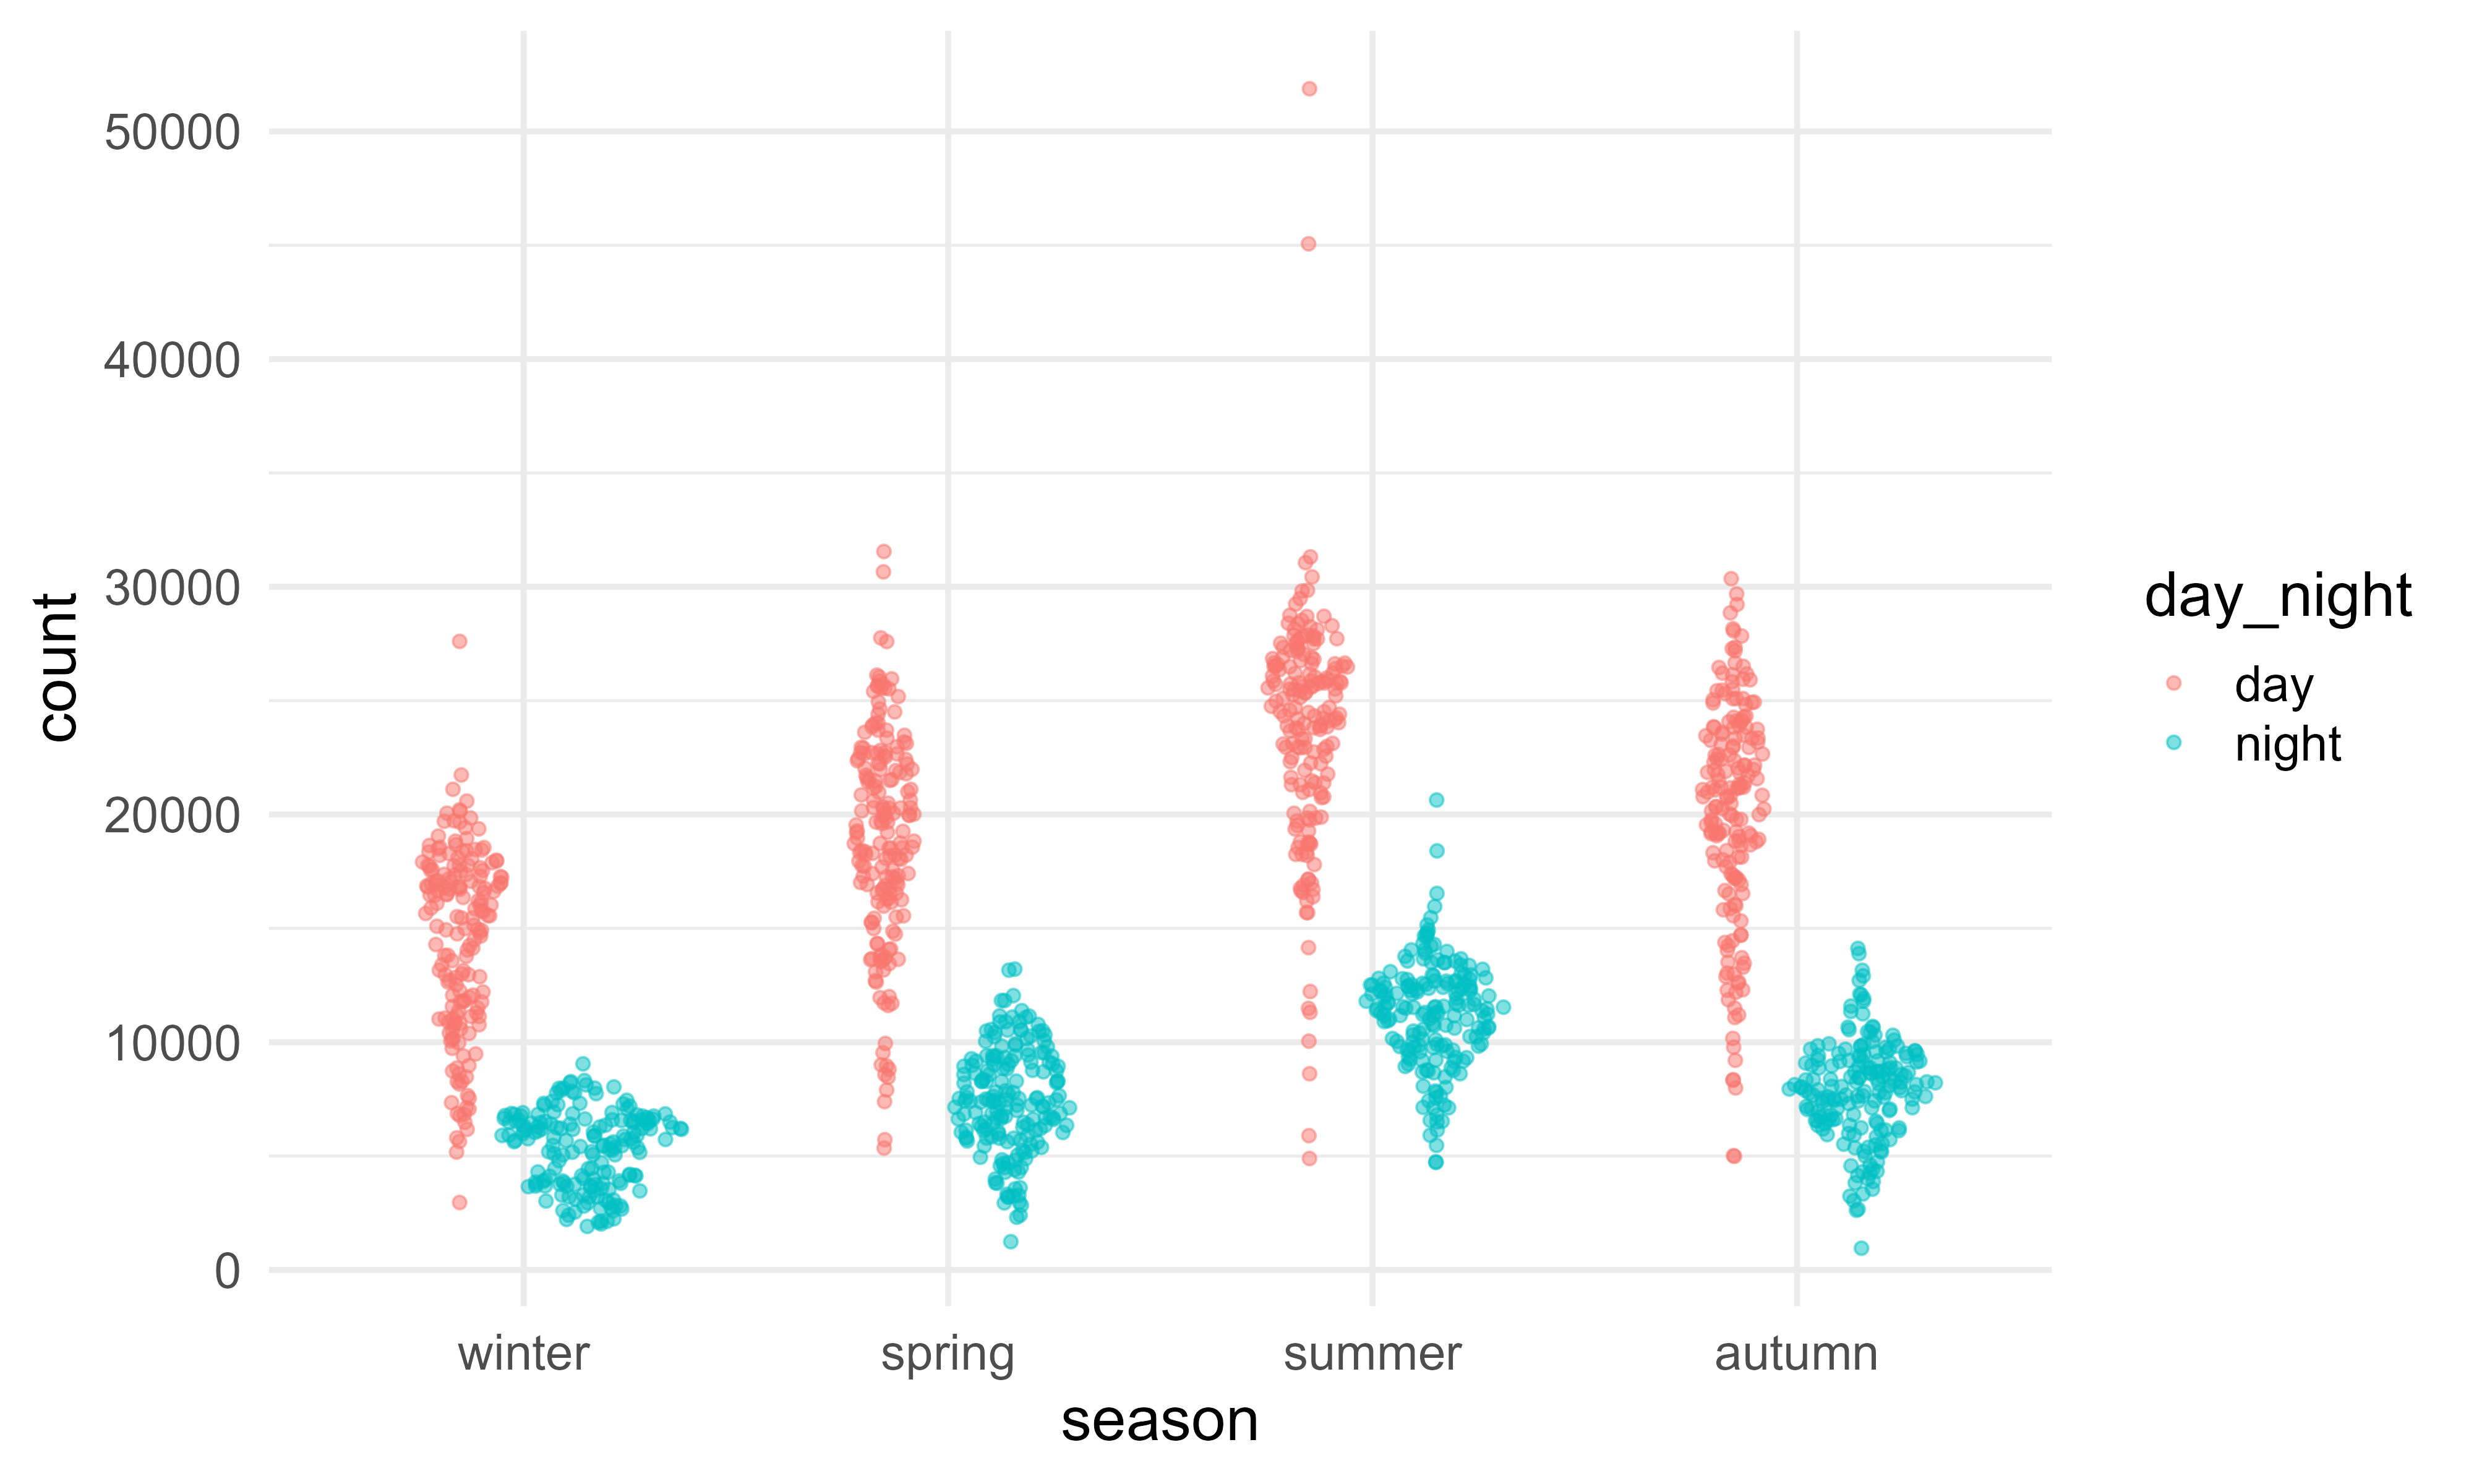 50000
40000
30000
20000
10000
0
count
winter spring summer autumn
season
day_night
day
night